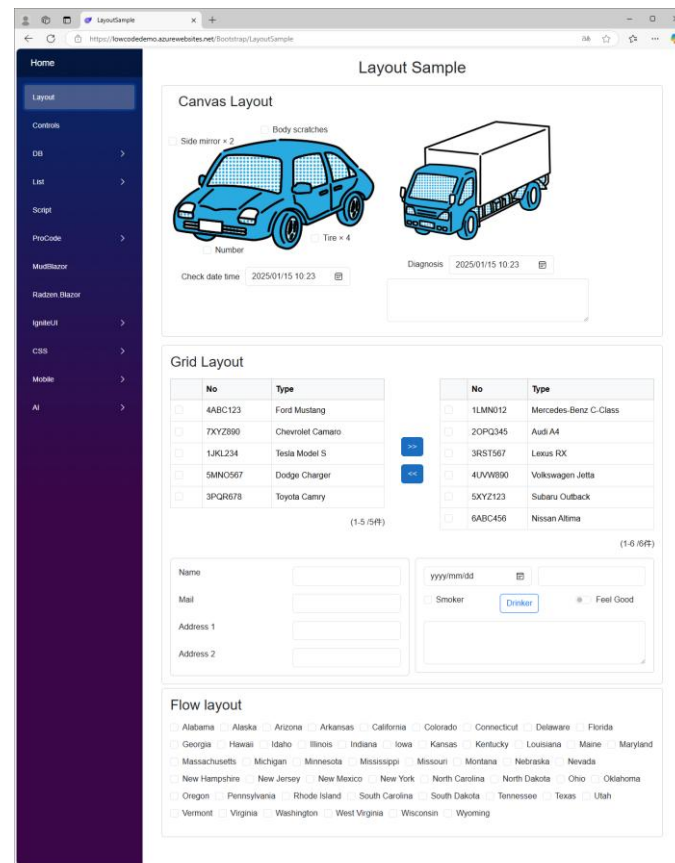 LayoutSample
https://lowcodedemo.azurewebsites.net/Bootstrap/LayoutSample
Home
Layout
Controls
DB
List
Script
ProCode
MudBlazor
Radzen.Blazor
IgniteUI
CSS
Mobile
AI
Layout Sample
Canvas Layout
Body scratches
Side mirror × 2
Tire × 4
Number
Check date time 2025/01/15 10:23
Diagnosis 2025/01/15 10:23
Grid Layout
No Type
4ABC123 Ford Mustang
7XYZ890 Chevrolet Camaro
1JKL234 Tesla Model S
5MNO567 Dodge Charger
3PQR678 Toyota Camry
(1-5 /5件)
>>
<<
No Type
1LMN012 Mercedes-Benz C-Class
2OPQ345 Audi A4
3RST567 Lexus RX
4UVW890 Volkswagen Jetta
5XYZ123 Subaru Outback
6ABC456 Nissan Altima
(1-6 /6件)
Name
Mail
Address 1
Address 2
yyyy/mm/dd
Smoker Drinker Feel Good
Flow layout
Alabama Alaska Arizona Arkansas California Colorado Connecticut Delaware Florida
Georgia Hawaii Idaho Illinois Indiana Iowa Kansas Kentucky Louisiana Maine Maryland
Massachusetts Michigan Minnesota Mississippi Missouri Montana Nebraska Nevada
New Hampshire New Jersey New Mexico New York North Carolina North Dakota Ohio Oklahoma
Oregon Pennsylvania Rhode Island South Carolina South Dakota Tennessee Texas Utah
Vermont Virginia Washington West Virginia Wisconsin Wyoming